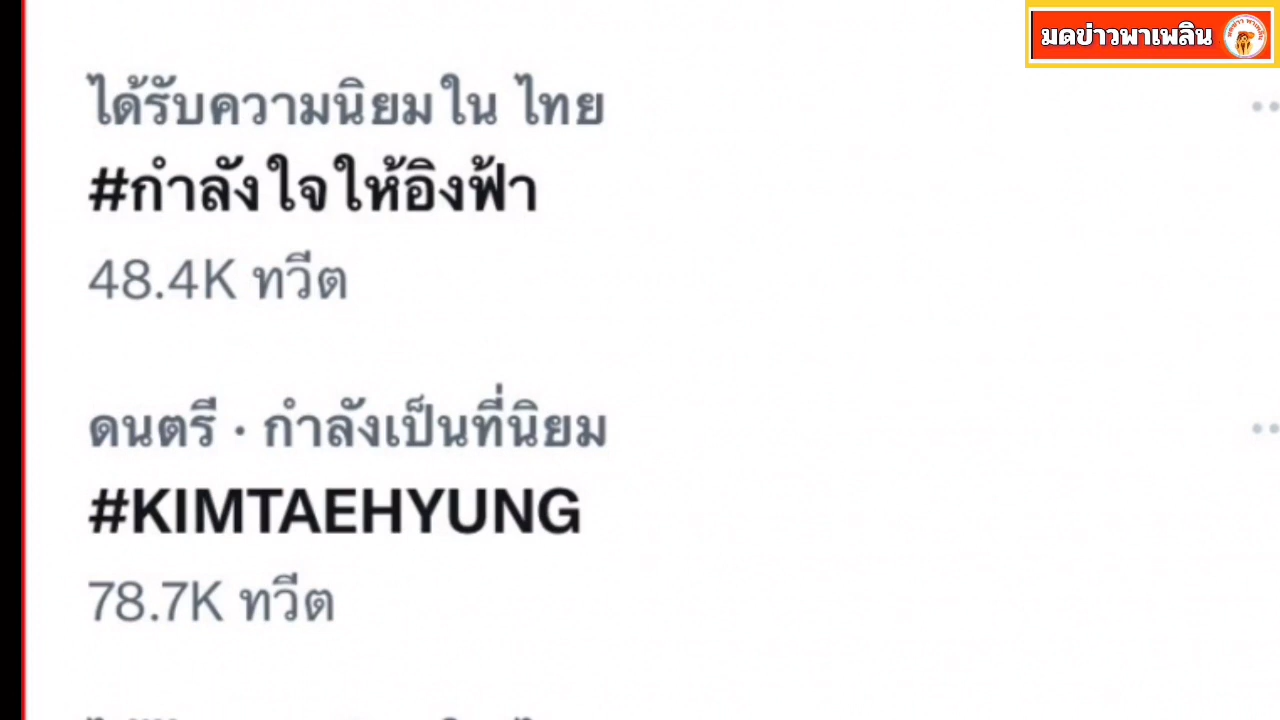 มดข่าวพาเพลิน
ได้รับความนิยมใน ไทย
#กำลังใจให้อิงฟ้า
48.4K ทวีต
ดนตรี · กำลังเป็นที่นิยม
#KIMTAEHYUNG
78.7K ทวีต